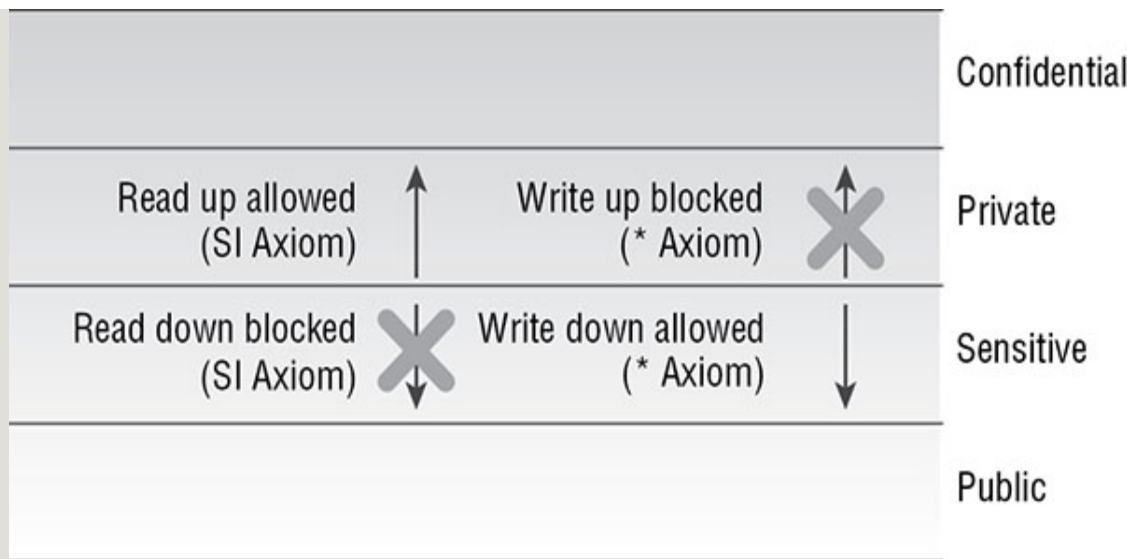 Confidential
Read up allowed
(SI Axiom)
Write up blocked
(* Axiom)
Private
Read down blocked
(SI Axiom)
Write down allowed
(* Axiom)
Sensitive
Public